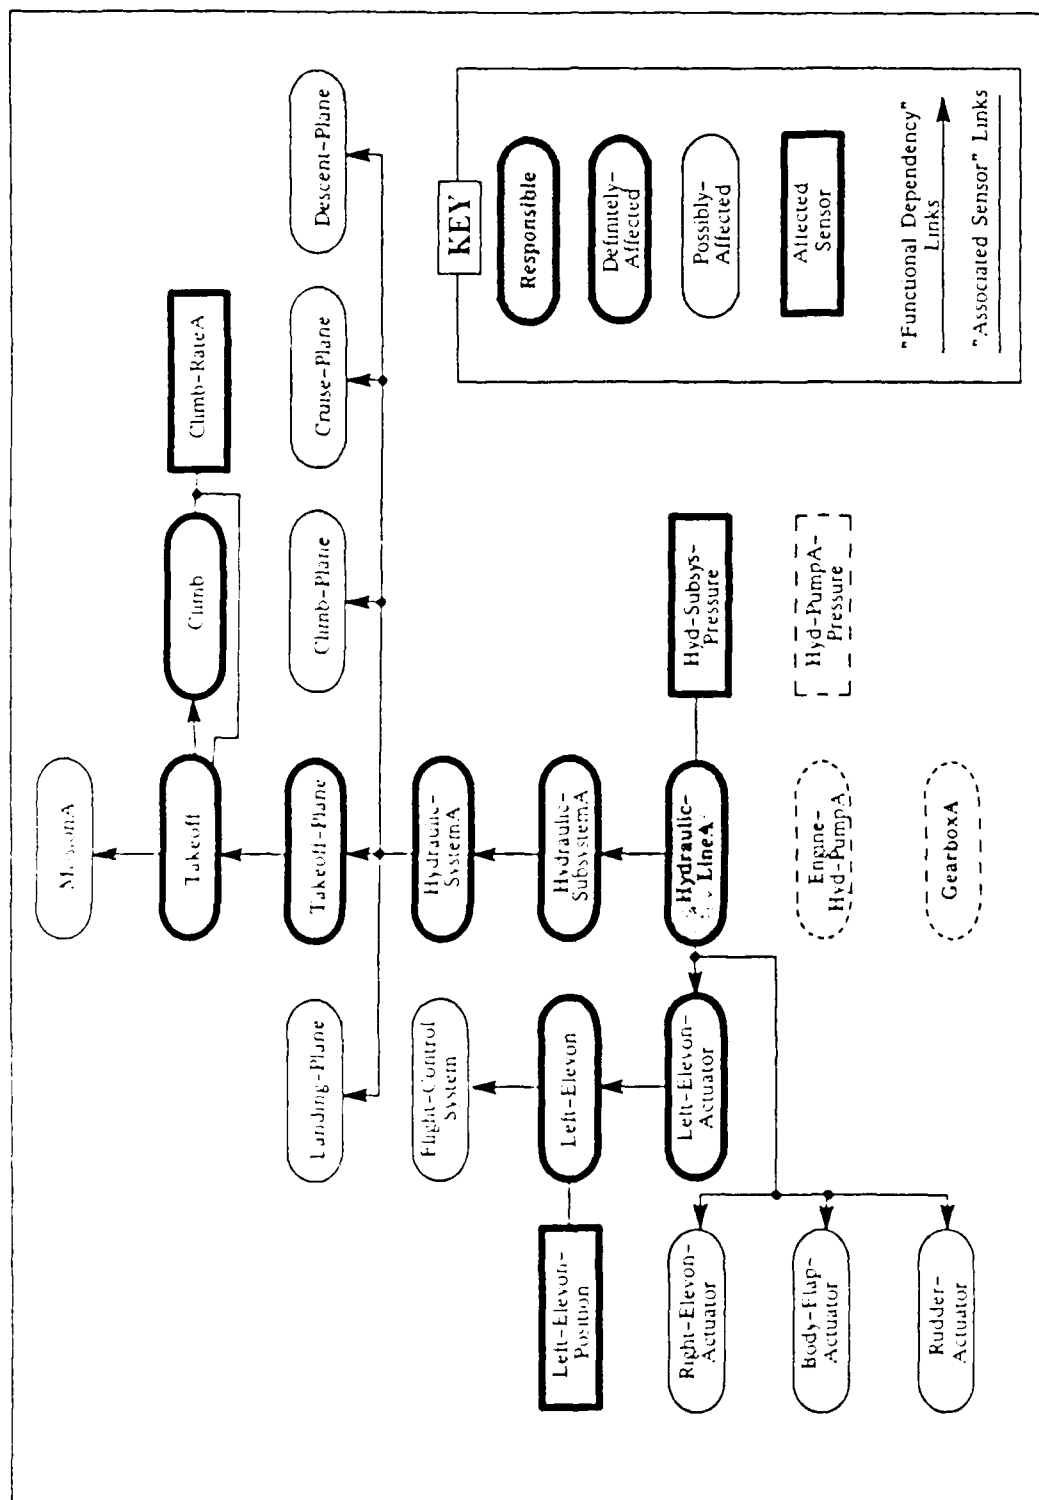 MissionA
Takeoff
Climb
Climb-RateA
Landing-Plane
Takeoff-Plane
Climb-Plane
Cruise-Plane
Descent-Plane
Flight-Control
System
Hydraulic-
SystemA
Left-Elevon-
Position
Left-Elevon
Hydraulic-
SubsystemA
Left-Elevon-
Actuator
Hydraulic-
LineA
Hyd-Subsys-
Pressure
Right-Elevon-
Actuator
Body-Flap-
Actuator
Rudder-
Actuator
Engine-
Hyd-PumpA
Hyd-PumpA-
Pressure
GearboxA
KEY
Responsible
Definitely-
Affected
Possibly-
Affected
Affected
Sensor
"Functional Dependency"
Links
"Associated Sensor" Links